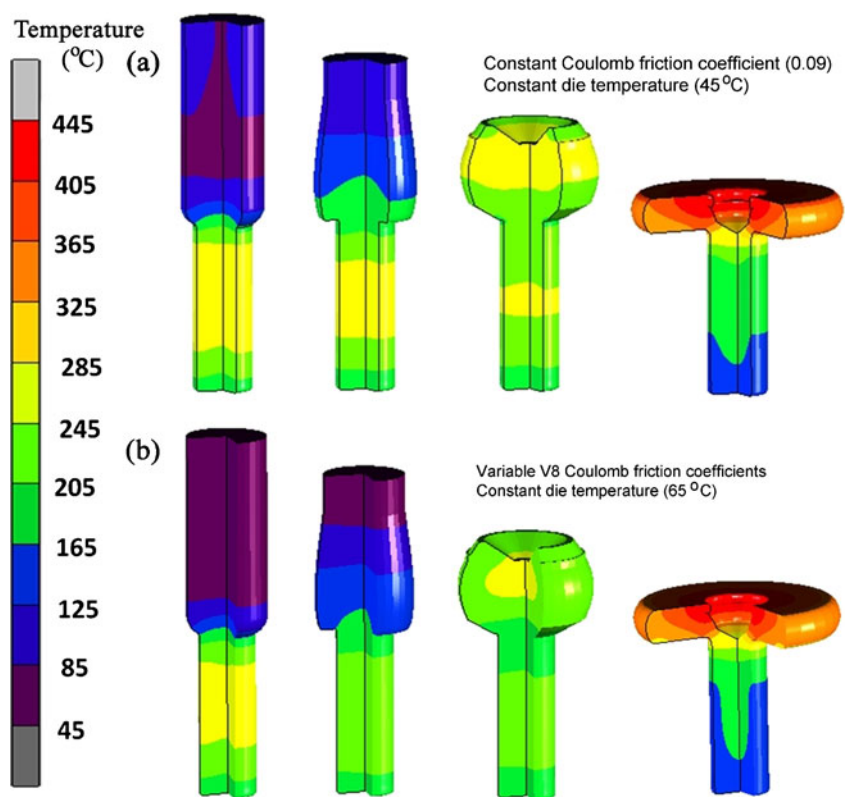 Temperature
(°C)
(a)
Constant Coulomb friction coefficient (0.09)
Constant die temperature (45 °C)
445
405
365
325
285
245
205
165
125
85
45
(b)
Variable V8 Coulomb friction coefficients
Constant die temperature (65 °C)